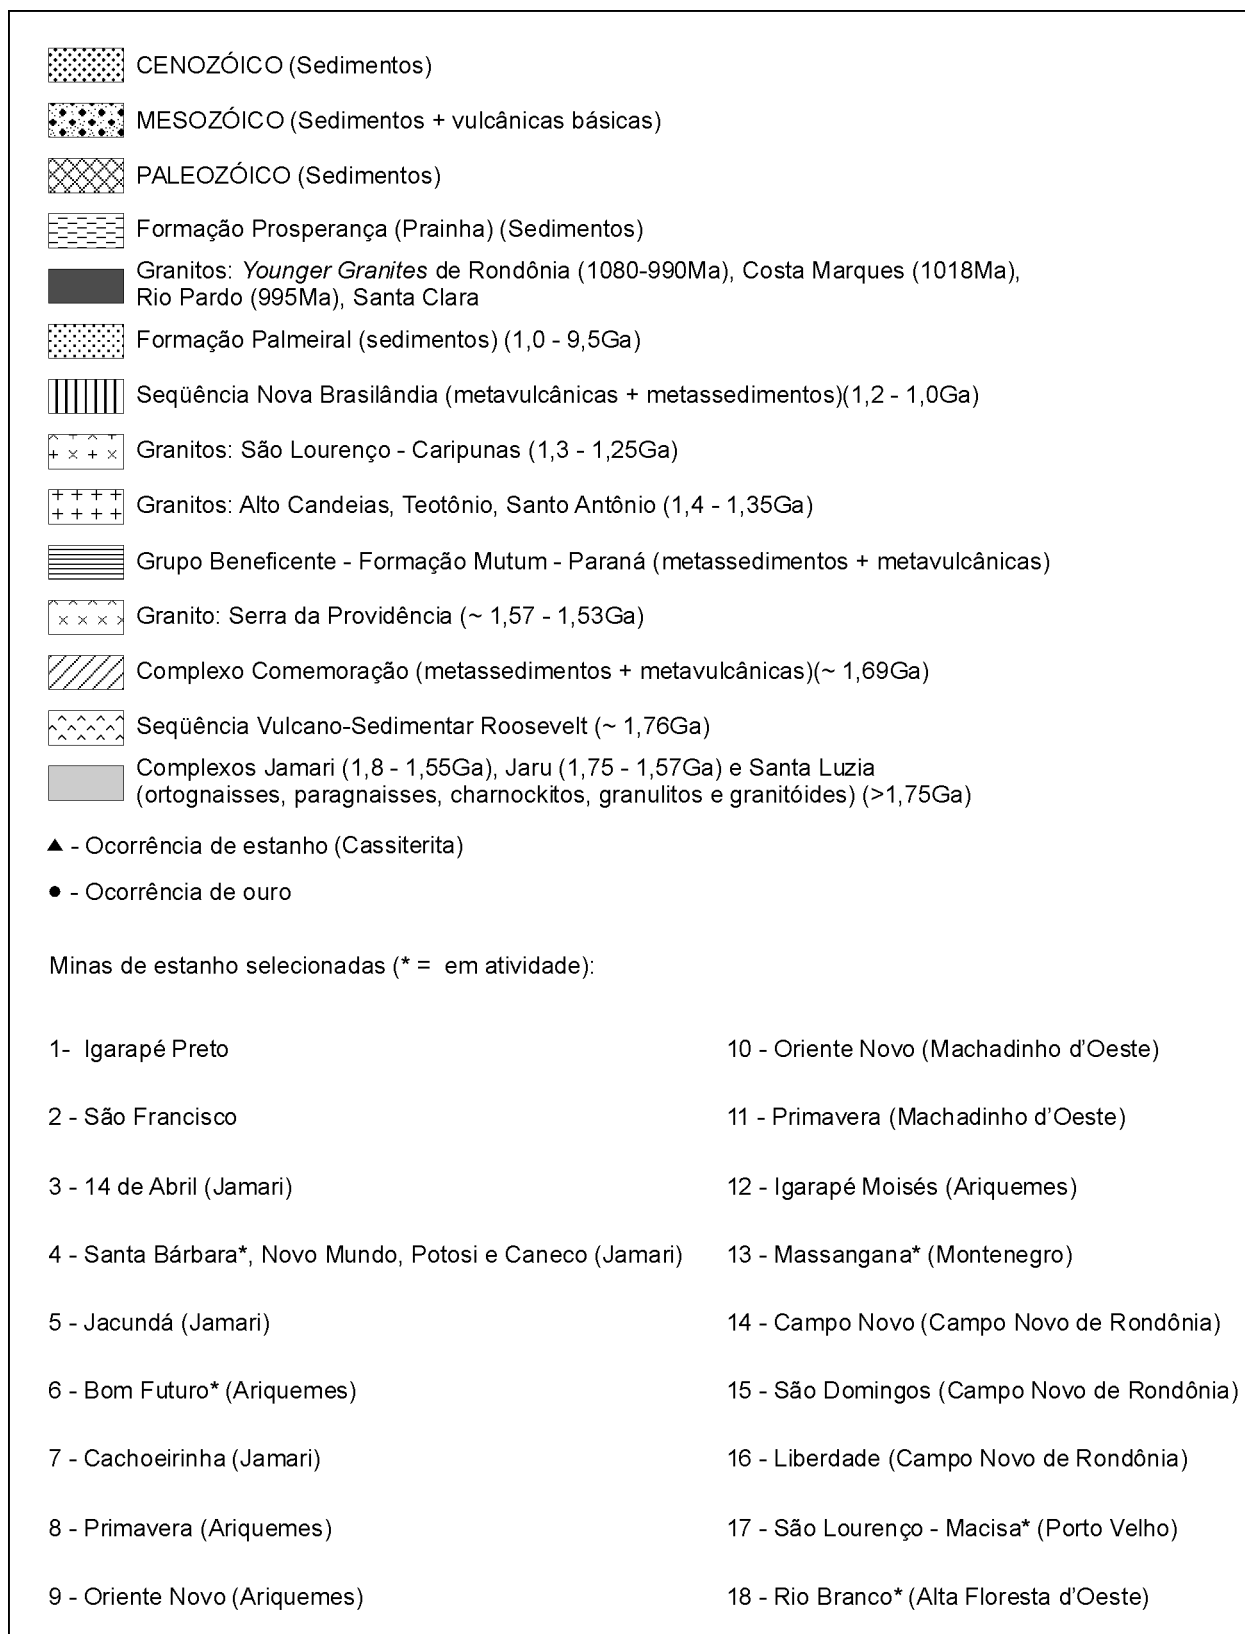 CENOZÓICO (Sedimentos)
MESOZÓICO (Sedimentos + vulcânicas básicas)
PALEOZÓICO (Sedimentos)
Formação Prosperança (Prainha) (Sedimentos)
Granitos: Younger Granites de Rondônia (1080-990Ma), Costa Marques (1018Ma),
Rio Pardo (995Ma), Santa Clara
Formação Palmeiral (sedimentos) (1,0 - 9,5Ga)
Seqüência Nova Brasilândia (metavulcânicas + metassedimentos)(1,2 - 1,0Ga)
Granitos: São Lourenço - Caripunas (1,3 - 1,25Ga)
Granitos: Alto Candeias, Teotônio, Santo Antônio (1,4 - 1,35Ga)
Grupo Beneficente - Formação Mutum - Paraná (metassedimentos + metavulcânicas)
Granito: Serra da Providência (~ 1,57 - 1,53Ga)
Complexo Comemoração (metassedimentos + metavulcânicas)(~ 1,69Ga)
Seqüência Vulcano-Sedimentar Roosevelt (~ 1,76Ga)
Complexos Jamari (1,8 - 1,55Ga), Jaru (1,75 - 1,57Ga) e Santa Luzia
(ortognaisses, paragnaisses, charnockitos, granulitos e granitóides) (>1,75Ga)
▲ - Ocorrência de estanho (Cassiterita)
● - Ocorrência de ouro
Minas de estanho selecionadas (* = em atividade):
1- Igarapé Preto
2 - São Francisco
3 - 14 de Abril (Jamari)
4 - Santa Bárbara*, Novo Mundo, Potosi e Caneco (Jamari)
5 - Jacundá (Jamari)
6 - Bom Futuro* (Ariquemes)
7 - Cachoeirinha (Jamari)
8 - Primavera (Ariquemes)
9 - Oriente Novo (Ariquemes)
10 - Oriente Novo (Machadinho d'Oeste)
11 - Primavera (Machadinho d'Oeste)
12 - Igarapé Moisés (Ariquemes)
13 - Massangana* (Montenegro)
14 - Campo Novo (Campo Novo de Rondônia)
15 - São Domingos (Campo Novo de Rondônia)
16 - Liberdade (Campo Novo de Rondônia)
17 - São Lourenço - Macisa* (Porto Velho)
18 - Rio Branco* (Alta Floresta d'Oeste)